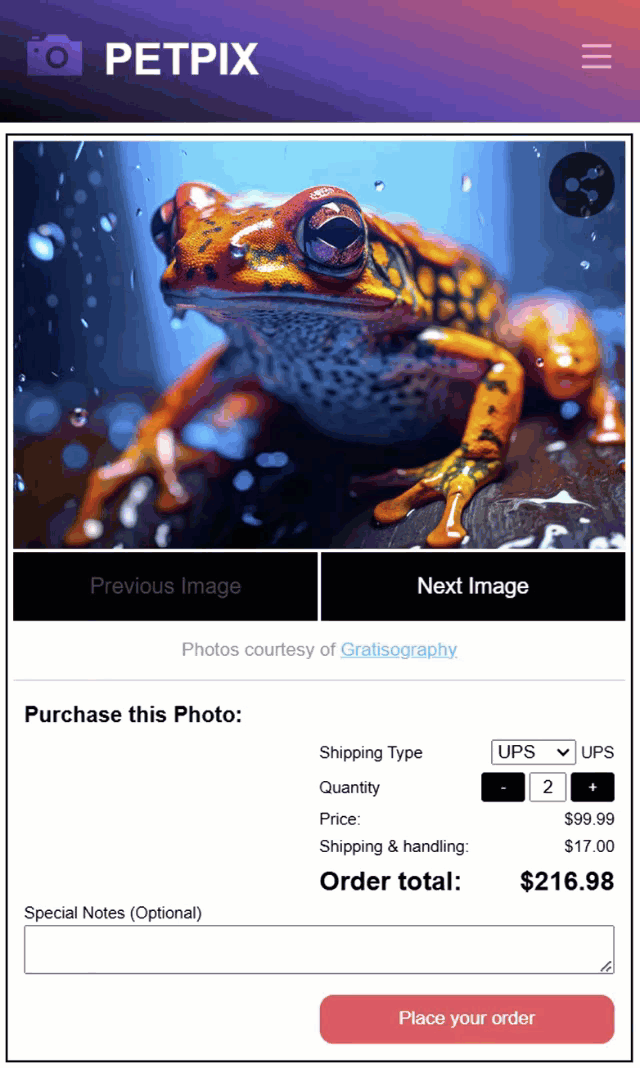 PETPIX
Previous Image Next Image
Photos courtesy of Gratisography
Purchase this Photo:
Shipping Type UPS UPS
Quantity - 2 +
Price: $99.99
Shipping & handling: $17.00
Order total: $216.98
Special Notes (Optional)
Place your order